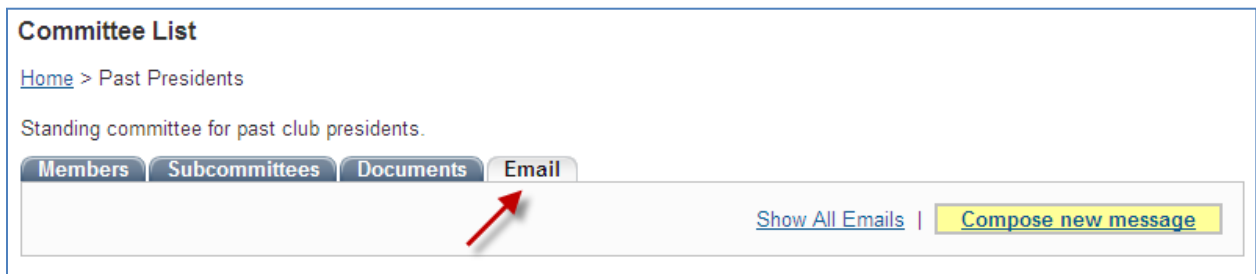 Committee List
Home > Past Presidents
Standing committee for past club presidents.
Members Subcommittees Documents Email
Show All Emails | Compose new message